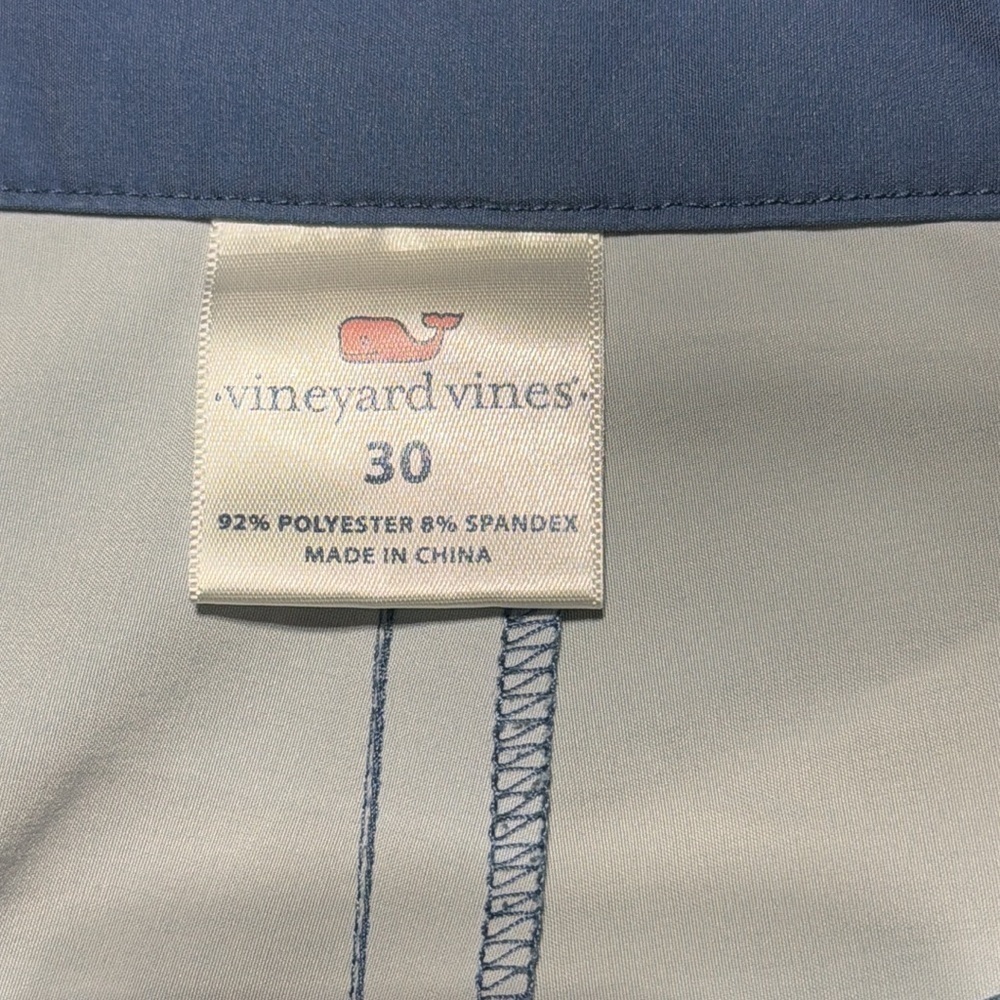 ·vineyard vines·
30
92% POLYESTER 8% SPANDEX
MADE IN CHINA